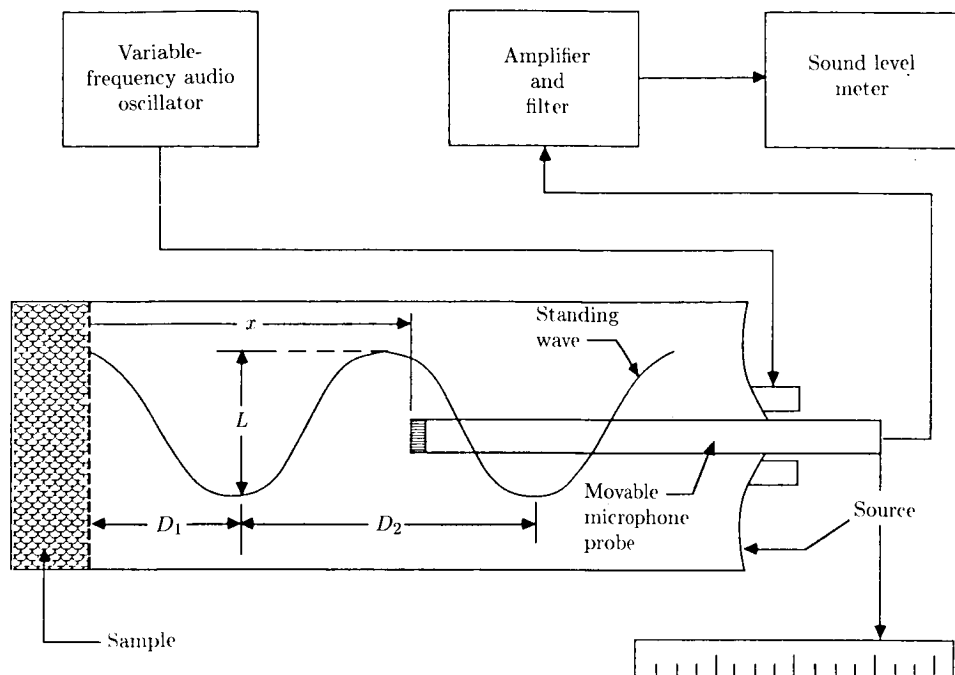 Variable-
frequency audio
oscillator
Amplifier
and
filter
Sound level
meter
x
Standing
wave
L
D₁
D₂
Movable
microphone
probe
Source
Sample